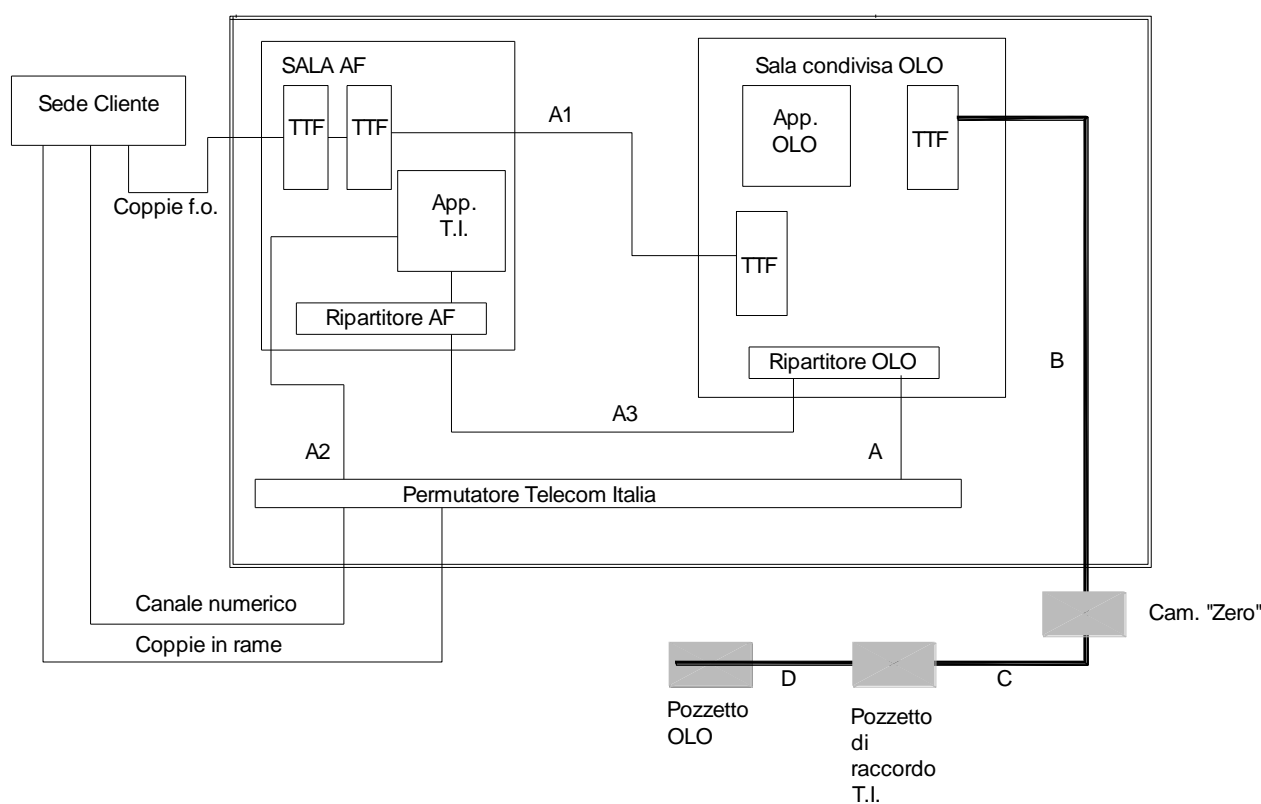 SALA AF
Sala condivisa OLO
Sede Cliente
TTF
TTF
A1
App.
OLO
TTF
Coppie f.o.
App.
T.I.
TTF
Ripartitore AF
Ripartitore OLO
B
A3
A2
A
Permutatore Telecom Italia
Canale numerico
Coppie in rame
Cam. "Zero"
D
C
Pozzetto
OLO
Pozzetto
di
raccordo
T.I.